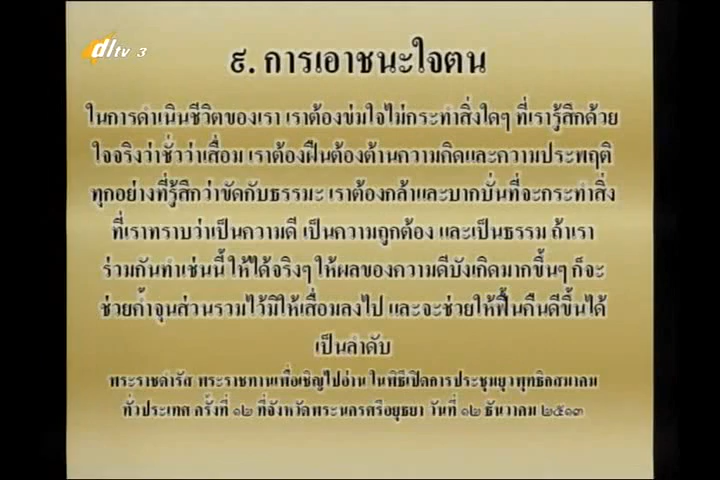 dltv 3
๙. การเอาชนะใจตน
ในการดำเนินชีวิตของเรา เราต้องข่มใจไม่กระทำสิ่งใดๆ ที่เรารู้สึกด้วย
ใจจริงว่าชั่วว่าเสื่อม เราต้องฝืนต้องต้านความคิดและความประพฤติ
ทุกอย่างที่รู้สึกว่าขัดกับธรรมะ เราต้องกล้าและบากบั่นที่จะกระทำสิ่ง
ที่เราทราบว่าเป็นความดี เป็นความถูกต้อง และเป็นธรรม ถ้าเรา
ร่วมกันทำเช่นนี้ ให้ได้จริงๆ ให้ผลของความดีบังเกิดมากขึ้นๆ ก็จะ
ช่วยค้ำจุนส่วนรวมไว้มิให้เสื่อมลงไป และจะช่วยให้ฟื้นคืนดีขึ้นได้
เป็นลำดับ
พระราชดำรัส พระราชทานเพื่อเชิญไปอ่าน ในพิธีเปิดการประชุมยุวพุทธิกสมาคม
ทั่วประเทศ ครั้งที่ ๑๒ ที่จังหวัดพระนครศรีอยุธยา วันที่ ๑๒ ธันวาคม ๒๕๑๓